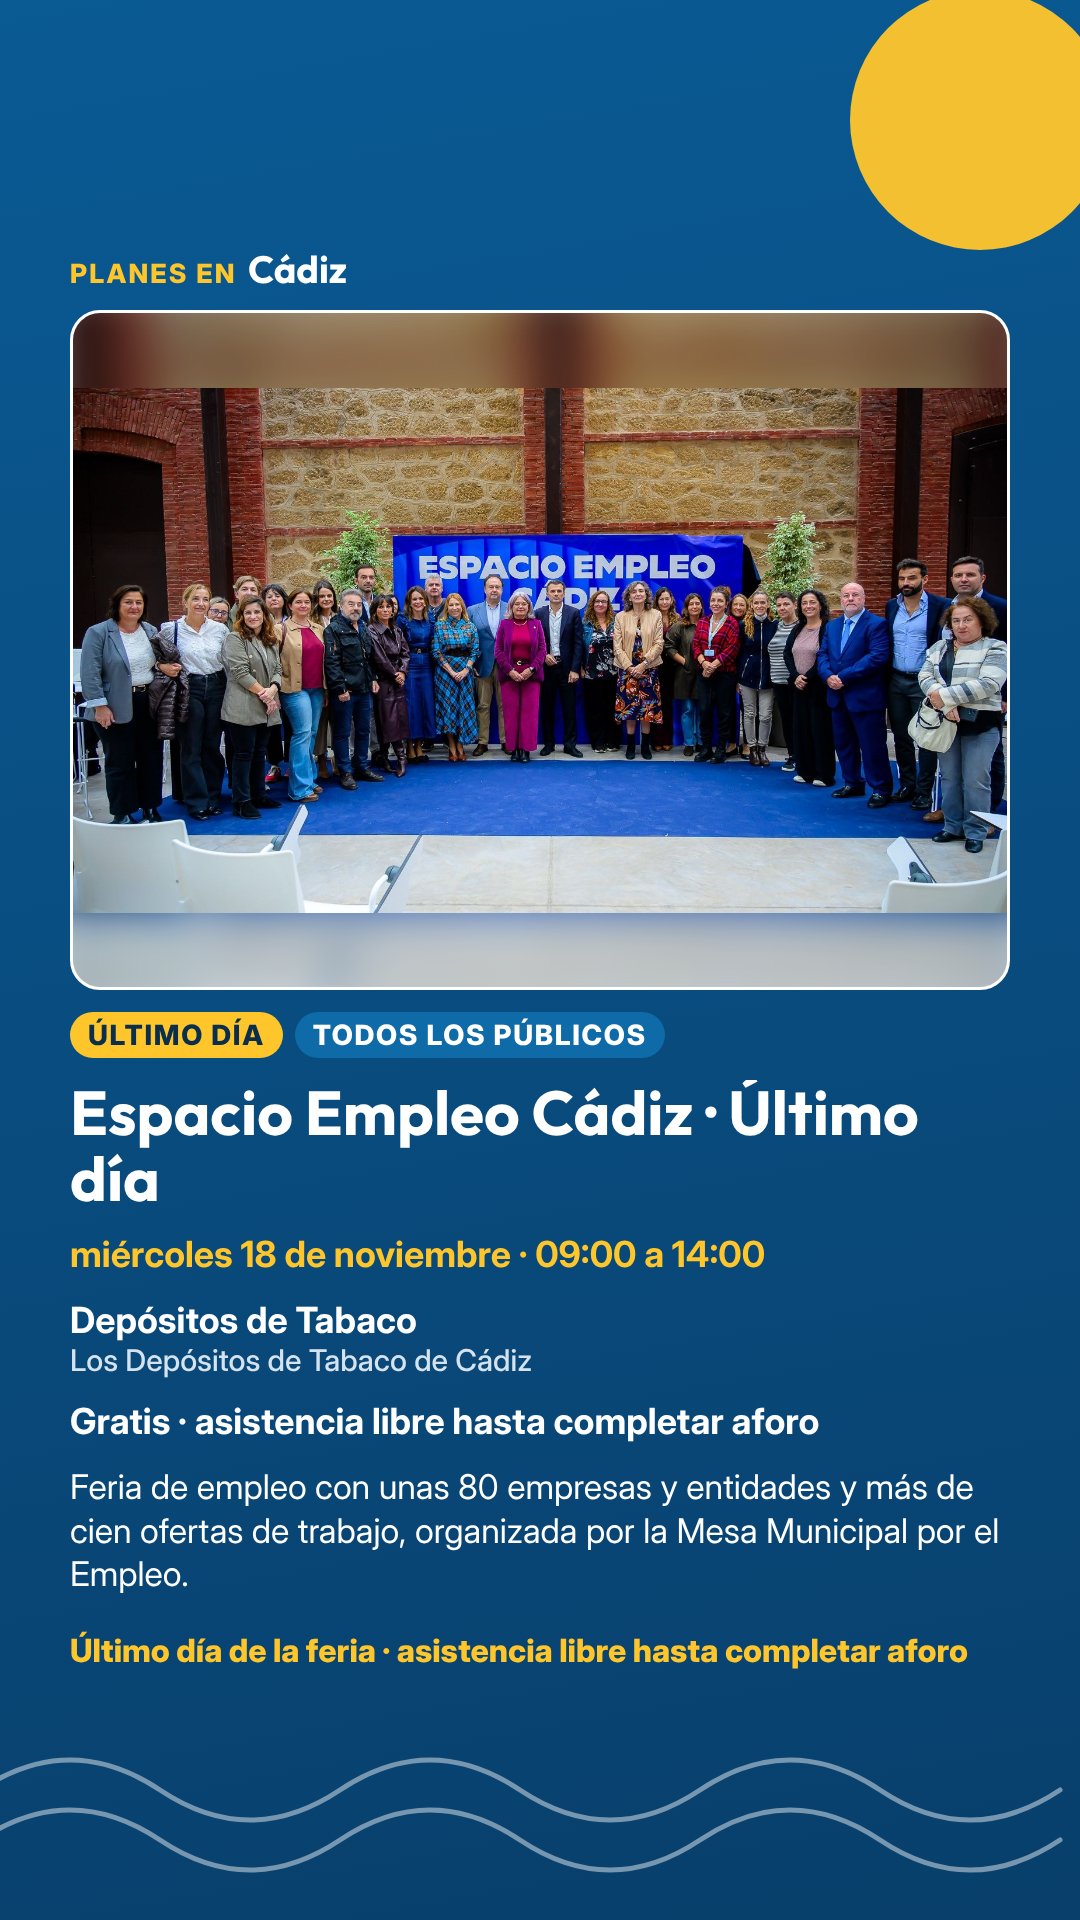 PLANES EN Cádiz
ESPACIO EMPLEO
CÁDIZ
ÚLTIMO DÍA
TODOS LOS PÚBLICOS
Espacio Empleo Cádiz · Último
día
miércoles 18 de noviembre · 09:00 a 14:00
Depósitos de Tabaco
Los Depósitos de Tabaco de Cádiz
Gratis · asistencia libre hasta completar aforo
Feria de empleo con unas 80 empresas y entidades y más de
cien ofertas de trabajo, organizada por la Mesa Municipal por el
Empleo.
Último día de la feria · asistencia libre hasta completar aforo